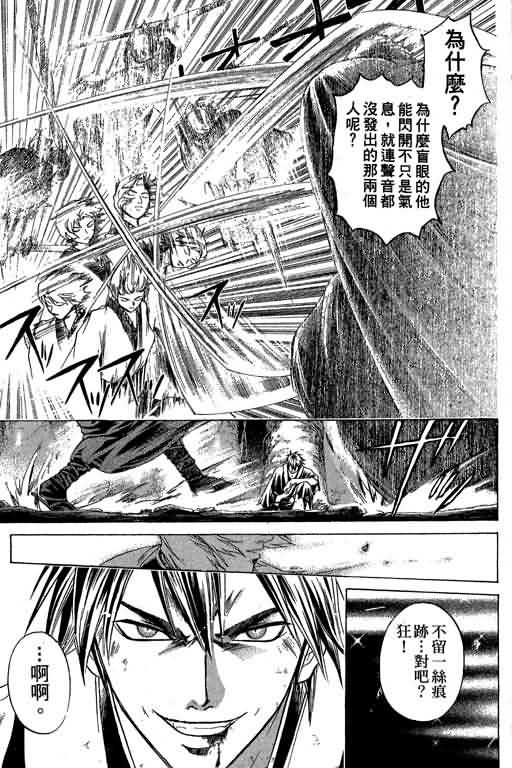 為什麼？
為什麼盲眼的他
能閃開不只是氣
息，就連聲音都
沒發出的那兩個
人呢？
不留一絲痕
跡…對吧？
狂！
…啊啊。